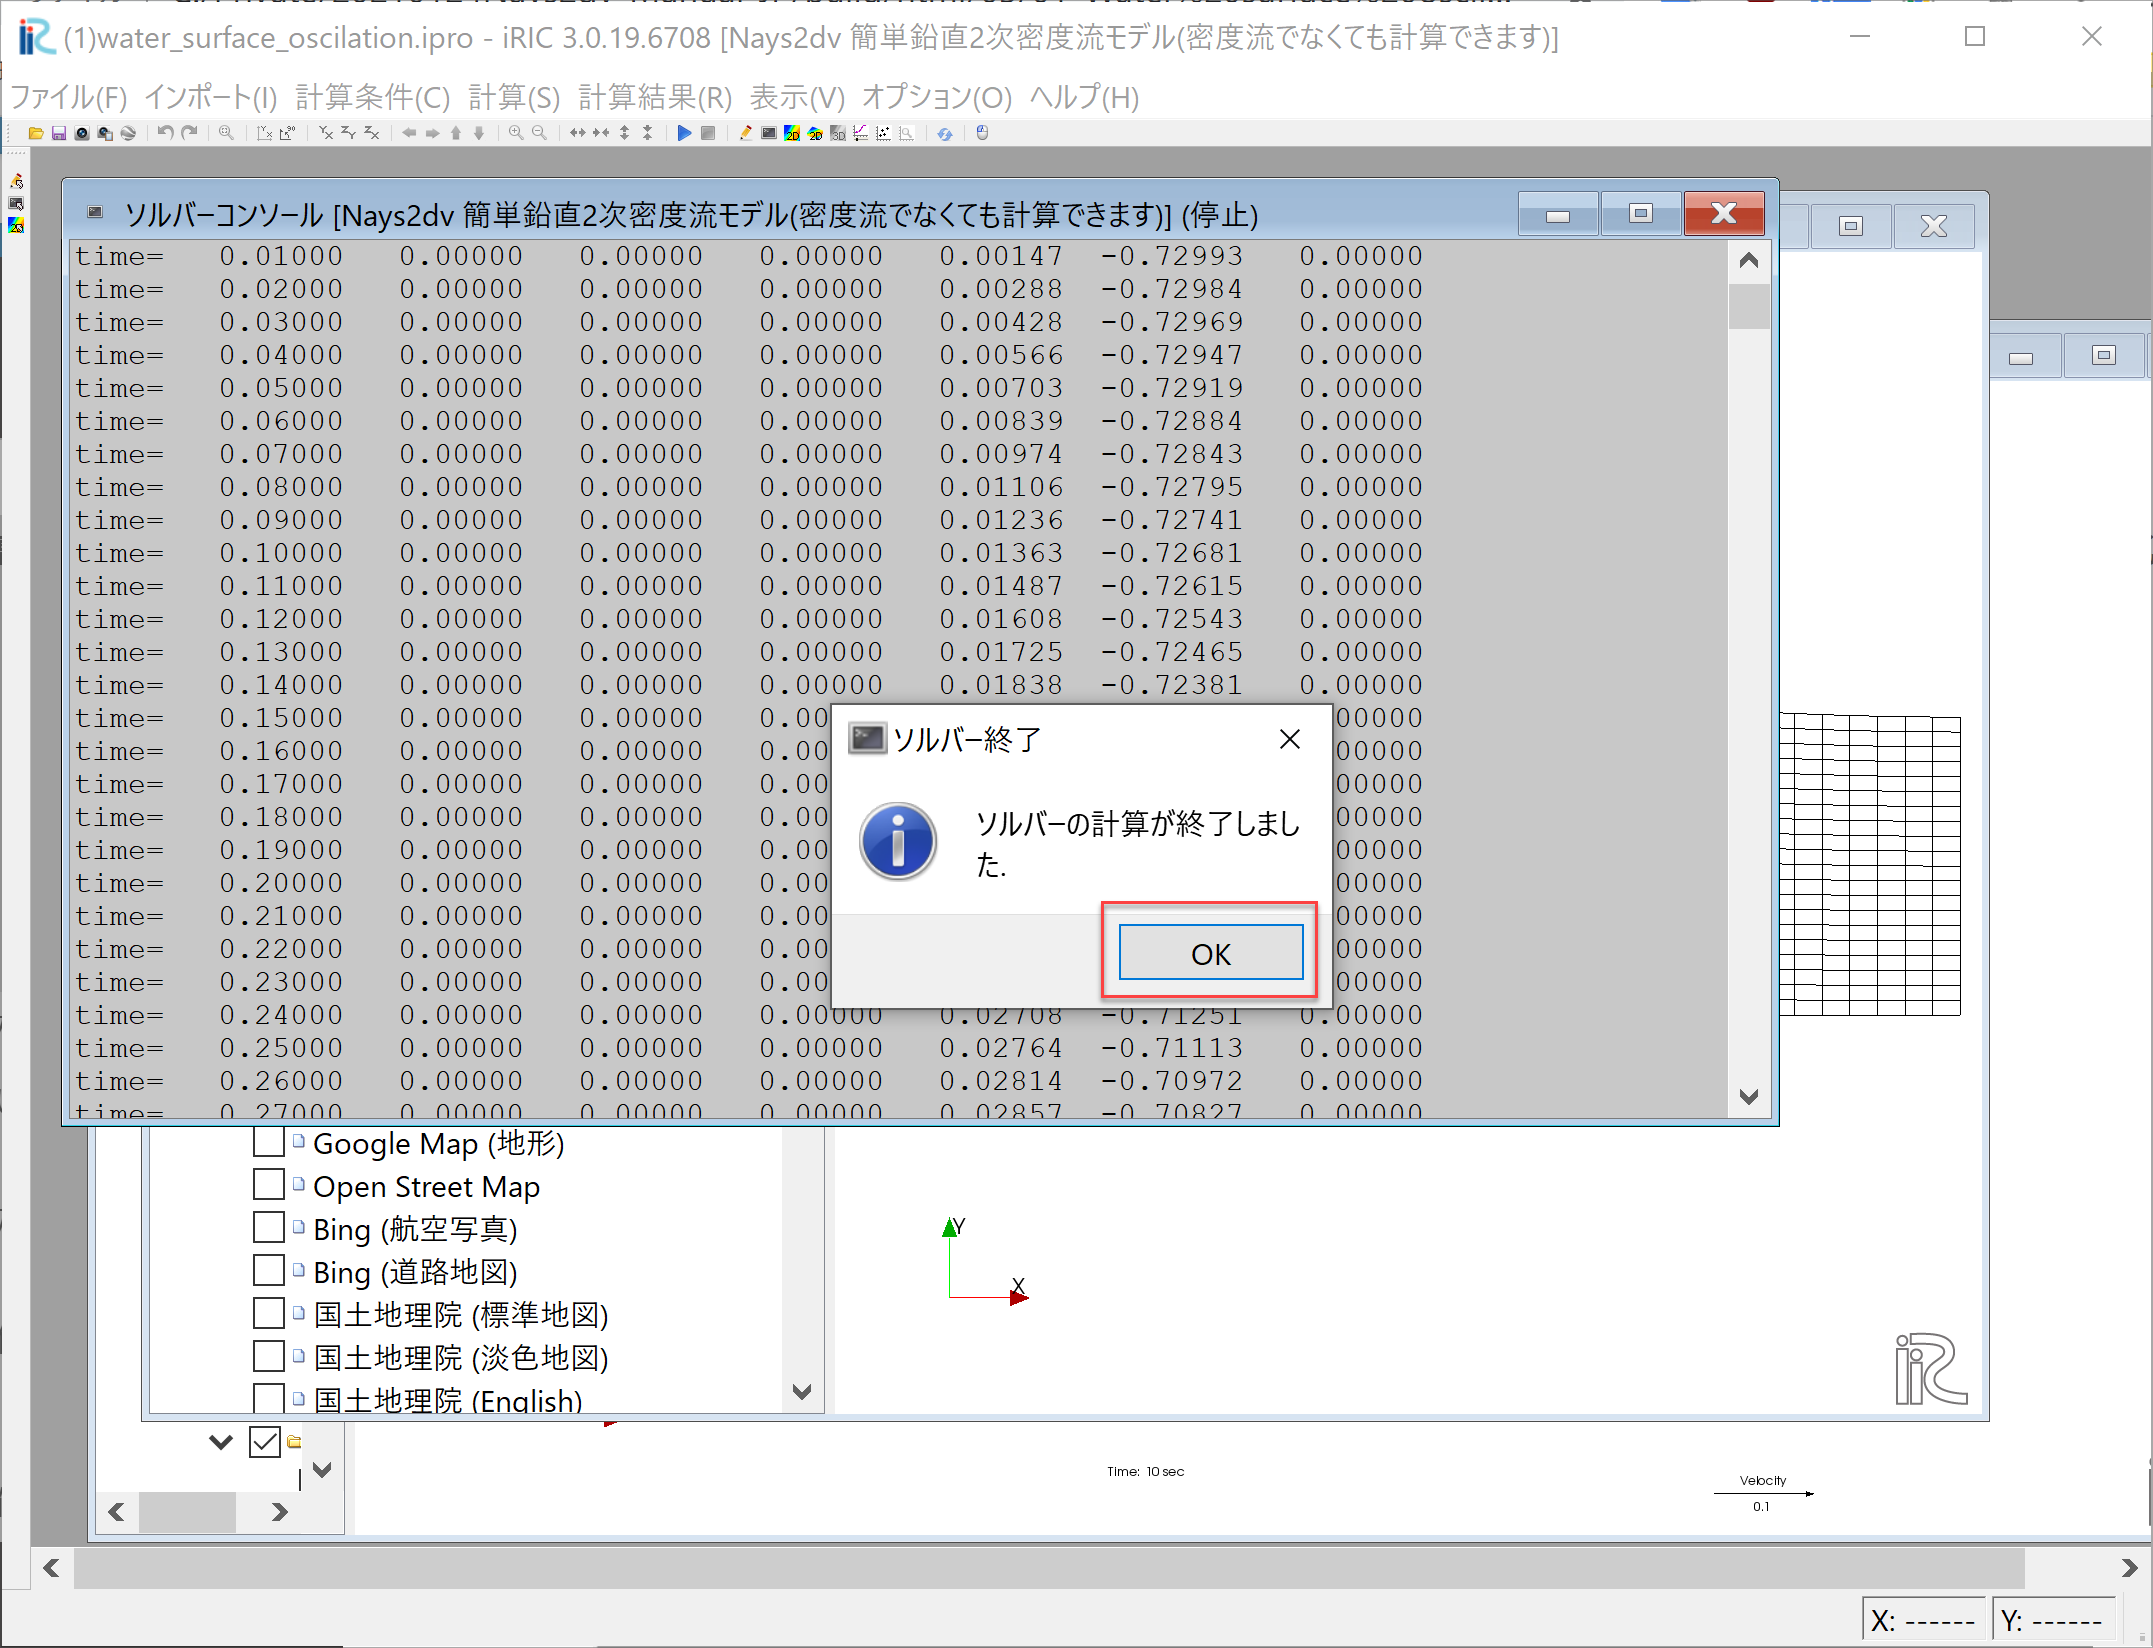 (1)water_surface_oscilation.ipro - iRIC 3.0.19.6708 [Nays2dv 簡単鉛直2次密度流モデル(密度流でなくても計算できます)]
ファイル(F) インポート(I) 計算条件(C) 計算(S) 計算結果(R) 表示(V) オプション(O) ヘルプ(H)
ソルバーコンソール [Nays2dv 簡単鉛直2次密度流モデル(密度流でなくても計算できます)] (停止)
time= 0.01000 0.00000 0.00000 0.00000 0.00147 -0.72993 0.00000
time= 0.02000 0.00000 0.00000 0.00000 0.00288 -0.72984 0.00000
time= 0.03000 0.00000 0.00000 0.00000 0.00428 -0.72969 0.00000
time= 0.04000 0.00000 0.00000 0.00000 0.00566 -0.72947 0.00000
time= 0.05000 0.00000 0.00000 0.00000 0.00703 -0.72919 0.00000
time= 0.06000 0.00000 0.00000 0.00000 0.00839 -0.72884 0.00000
time= 0.07000 0.00000 0.00000 0.00000 0.00974 -0.72843 0.00000
time= 0.08000 0.00000 0.00000 0.00000 0.01106 -0.72795 0.00000
time= 0.09000 0.00000 0.00000 0.00000 0.01236 -0.72741 0.00000
time= 0.10000 0.00000 0.00000 0.00000 0.01363 -0.72681 0.00000
time= 0.11000 0.00000 0.00000 0.00000 0.01487 -0.72615 0.00000
time= 0.12000 0.00000 0.00000 0.00000 0.01608 -0.72543 0.00000
time= 0.13000 0.00000 0.00000 0.00000 0.01725 -0.72465 0.00000
time= 0.14000 0.00000 0.00000 0.00000 0.01838 -0.72381 0.00000
time= 0.15000 0.00000 0.00000 0.00 00000
time= 0.16000 0.00000 0.00000 0.00 00000
time= 0.17000 0.00000 0.00000 0.00 00000
time= 0.18000 0.00000 0.00000 0.00 00000
time= 0.19000 0.00000 0.00000 0.00 00000
time= 0.20000 0.00000 0.00000 0.00 00000
time= 0.21000 0.00000 0.00000 0.00 00000
time= 0.22000 0.00000 0.00000 0.00 00000
time= 0.23000 0.00000 0.00000 0.00 00000
time= 0.24000 0.00000 0.00000 0.00000 0.02708 -0.71251 0.00000
time= 0.25000 0.00000 0.00000 0.00000 0.02764 -0.71113 0.00000
time= 0.26000 0.00000 0.00000 0.00000 0.02814 -0.70972 0.00000
time= 0.27000 0.00000 0.00000 0.00000 0.02857 -0.70827 0.00000
ソルバー終了
ソルバーの計算が終了しまし
た.
OK
Google Map (地形)
Open Street Map
Bing (航空写真)
Bing (道路地図)
国土地理院 (標準地図)
国土地理院 (淡色地図)
国土地理院 (English)
Y
X
iRIC
Time: 10 sec
Velocity
0.1
X: ------ Y: ------